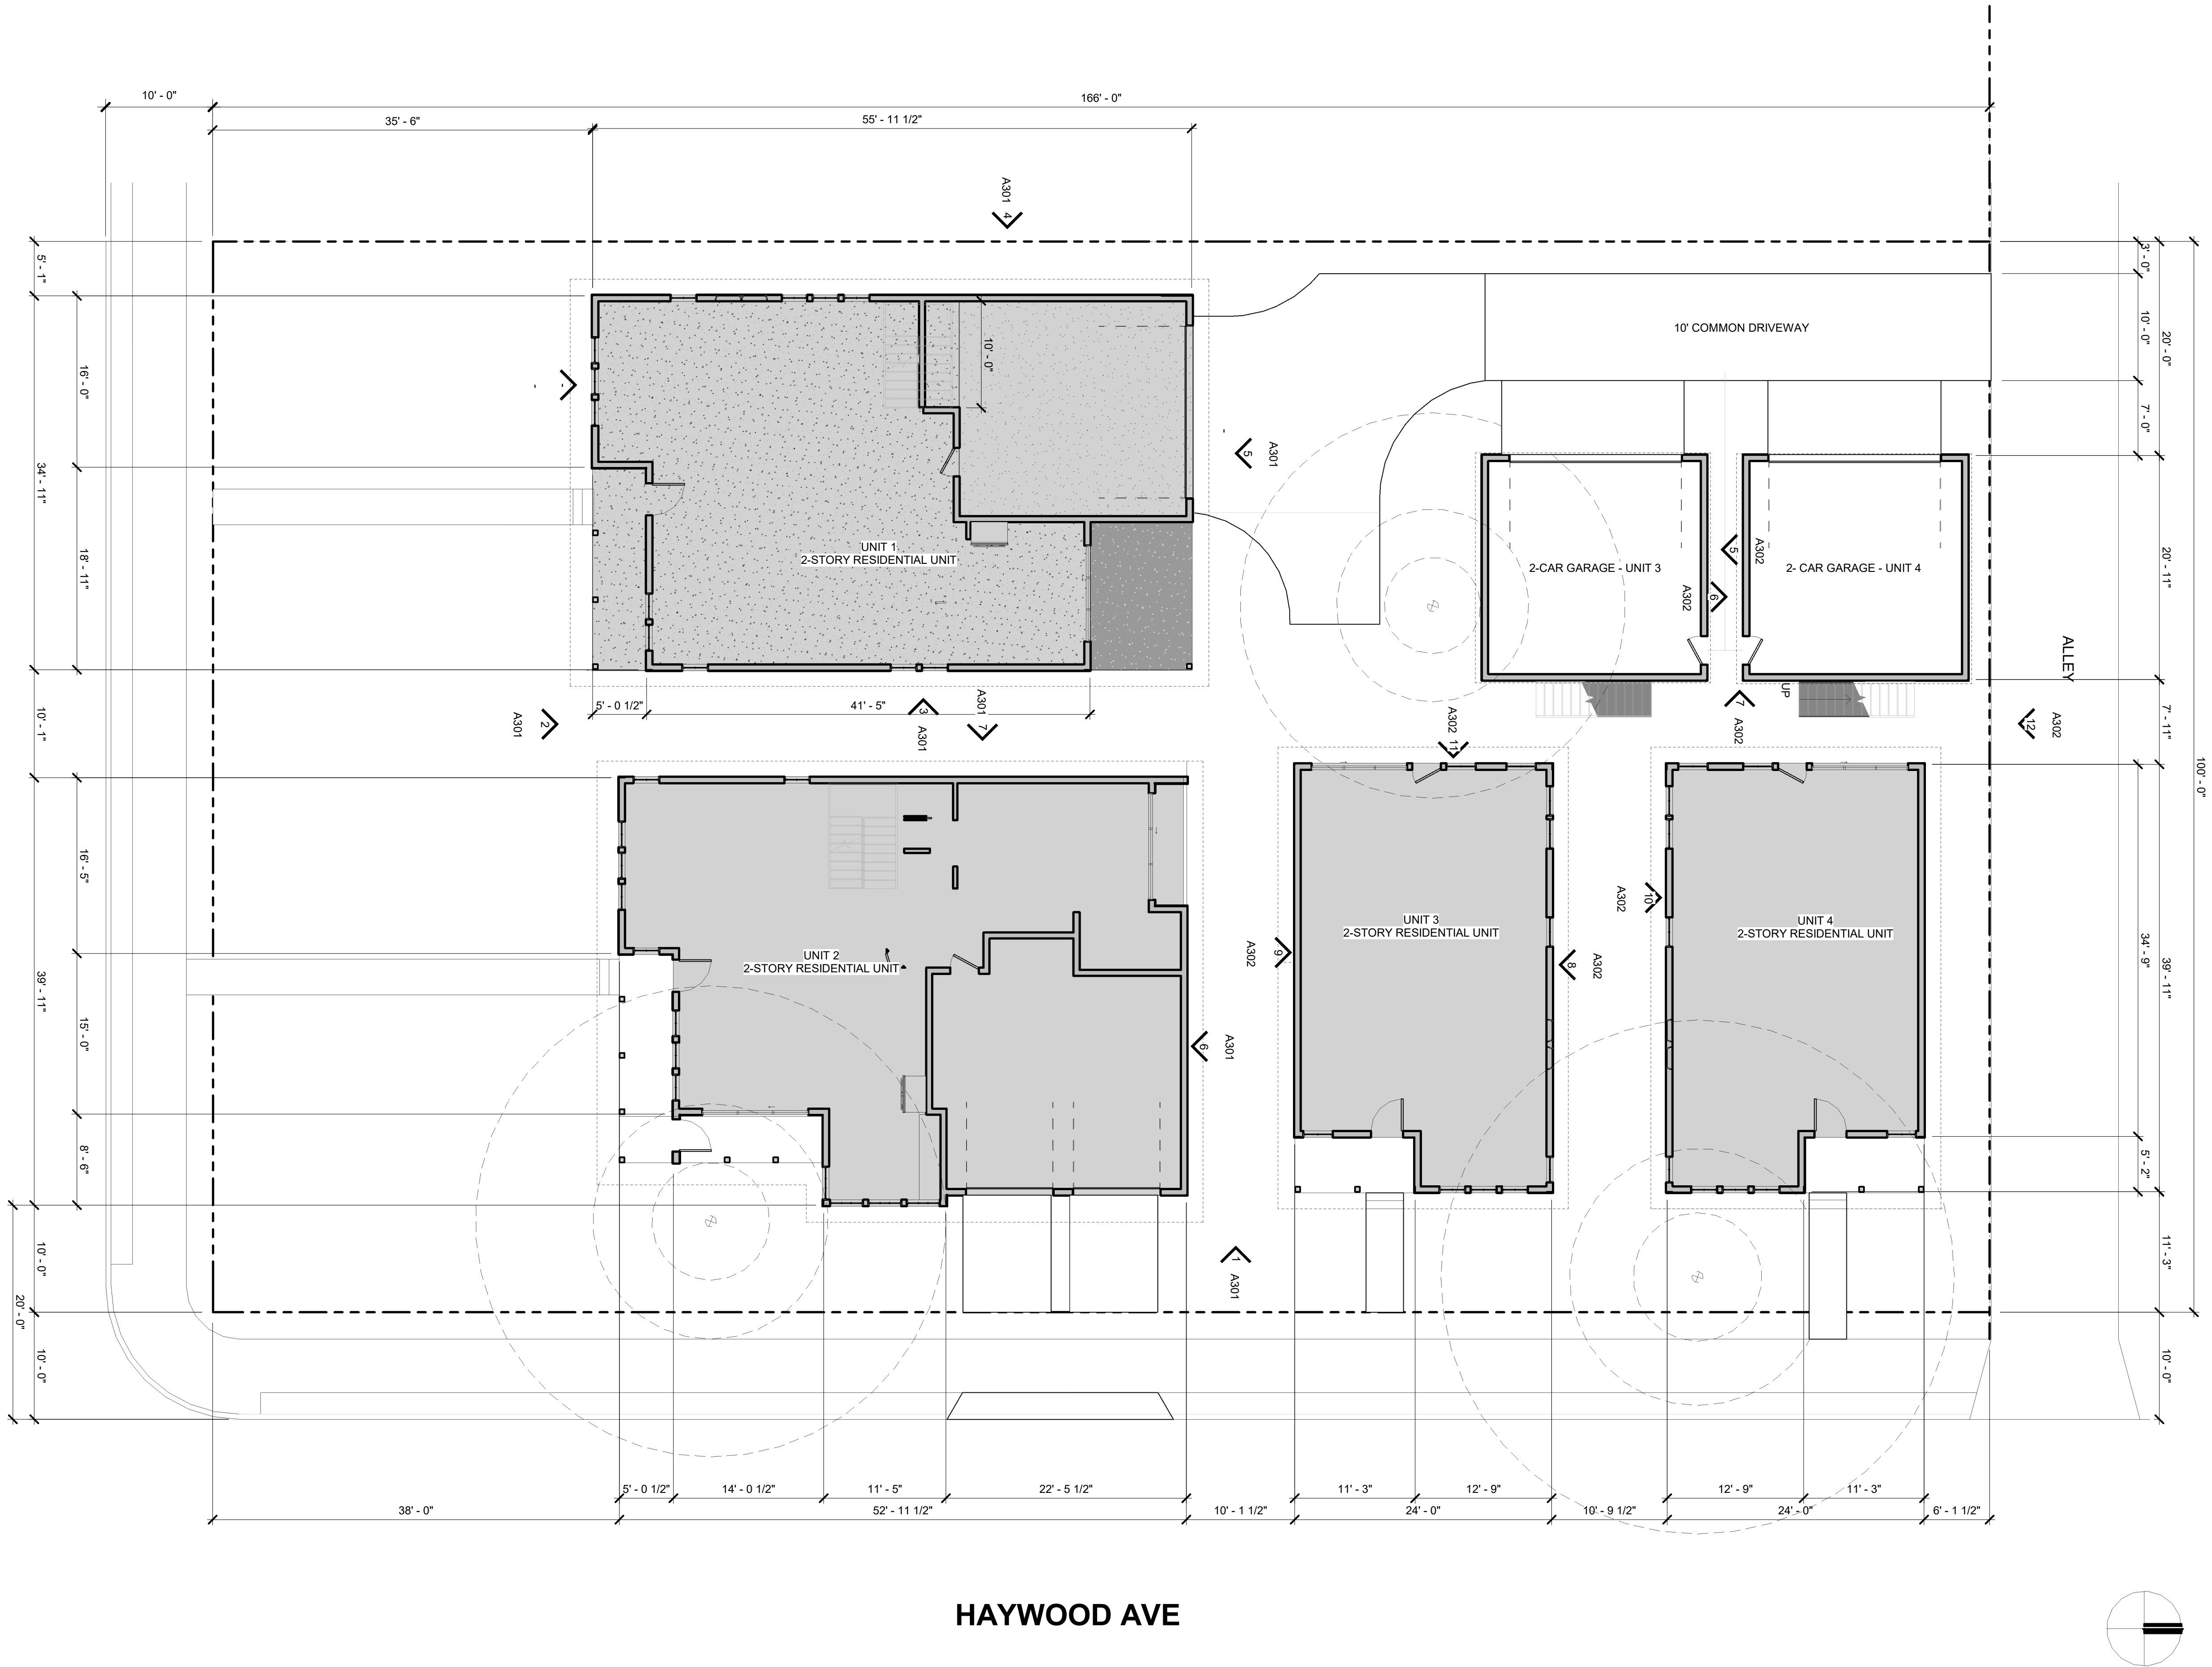 10' - 0"
166' - 0"
35' - 6"
55' - 11 1/2"
A301
4
5' - 1"
3' - 0"
10' COMMON DRIVEWAY
10' - 0"
10' - 0"
20' - 0"
16' - 0"
-
-
7' - 0"
-
5
A301
34' - 11"
18' - 11"
UNIT 1
2-STORY RESIDENTIAL UNIT
5
A302
2-CAR GARAGE - UNIT 3
2- CAR GARAGE - UNIT 4
20' - 11"
A302
6
ALLEY
UP
5' - 0 1/2"
41' - 5"
3
A301
A301
7
10' - 1"
A301
2
A302
11
7
A302
12
A302
7' - 11"
100' - 0"
16' - 5"
A302
10
UNIT 3
2-STORY RESIDENTIAL UNIT
UNIT 4
2-STORY RESIDENTIAL UNIT
34' - 9"
39' - 11"
A302
9
8
A302
UNIT 2
2-STORY RESIDENTIAL UNIT
39' - 11"
15' - 0"
6
A301
8' - 6"
5' - 2"
10' - 0"
1
A301
11' - 3"
20' - 0"
10' - 0"
10' - 0"
5' - 0 1/2"
14' - 0 1/2"
11' - 5"
22' - 5 1/2"
11' - 3"
12' - 9"
12' - 9"
11' - 3"
38' - 0"
52' - 11 1/2"
10' - 1 1/2"
24' - 0"
10' - 9 1/2"
24' - 0"
6' - 1 1/2"
HAYWOOD AVE